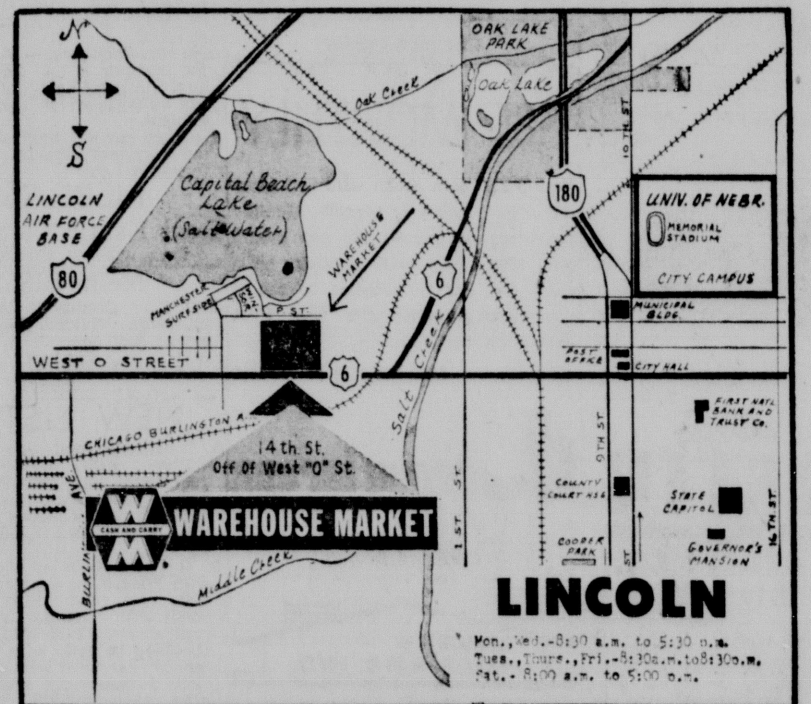 N
S
OAK LAKE
PARK
Oak Lake
Oak Creek
10TH ST
Capital Beach
Lake
(Salt Water)
LINCOLN
AIR FORCE
BASE
80
180
UNIV. OF NEBR.
MEMORIAL
STADIUM
CITY CAMPUS
WAREHOUSE
MARKET
6
MANCHESTER
SURFSIDE
P ST.
MUNICIPAL
BLDG.
WEST O STREET
6
POST
OFFICE
CITY HALL
Salt Creek
FIRST NATL
BANK AND
TRUST CO.
CHICAGO BURLINGTON
14th St.
Off Of West "O" St.
9TH ST
COUNTY
COURT HSE
STATE
CAPITOL
16TH ST
AVE
WM
CASH AND CARRY
WAREHOUSE MARKET
1ST ST
COOPER
PARK
ST
GOVERNOR'S
MANSION
Middle Creek
LINCOLN
Mon.,Wed.-8:30 a.m. to 5:30 p.m.
Tues.,Thurs.,Fri.-8:30a.m.to8:30p.m.
Sat.- 8:00 a.m. to 5:00 p.m.